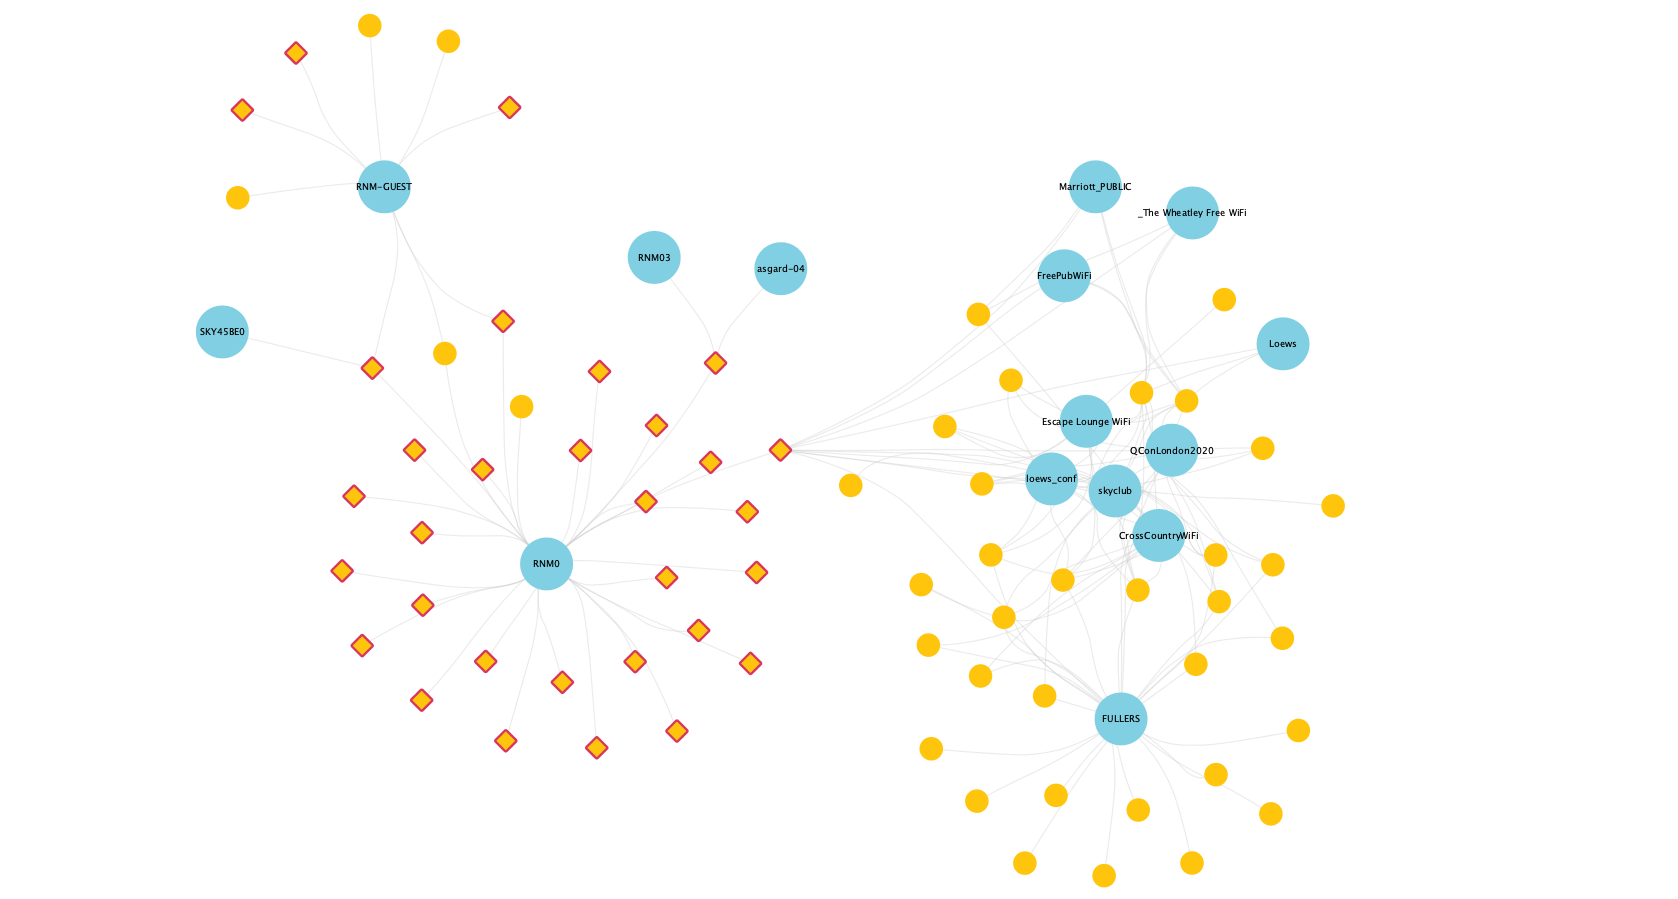 RNM-GUEST
Marriott_PUBLIC
_The Wheatley Free WiFi
RNM03
asgard-04
FreePubWiFi
SKY45BE0
Loews
Escape Lounge WiFi
QConLondon2020
loews_conf
skyclub
CrossCountryWiFi
RNM0
FULLERS